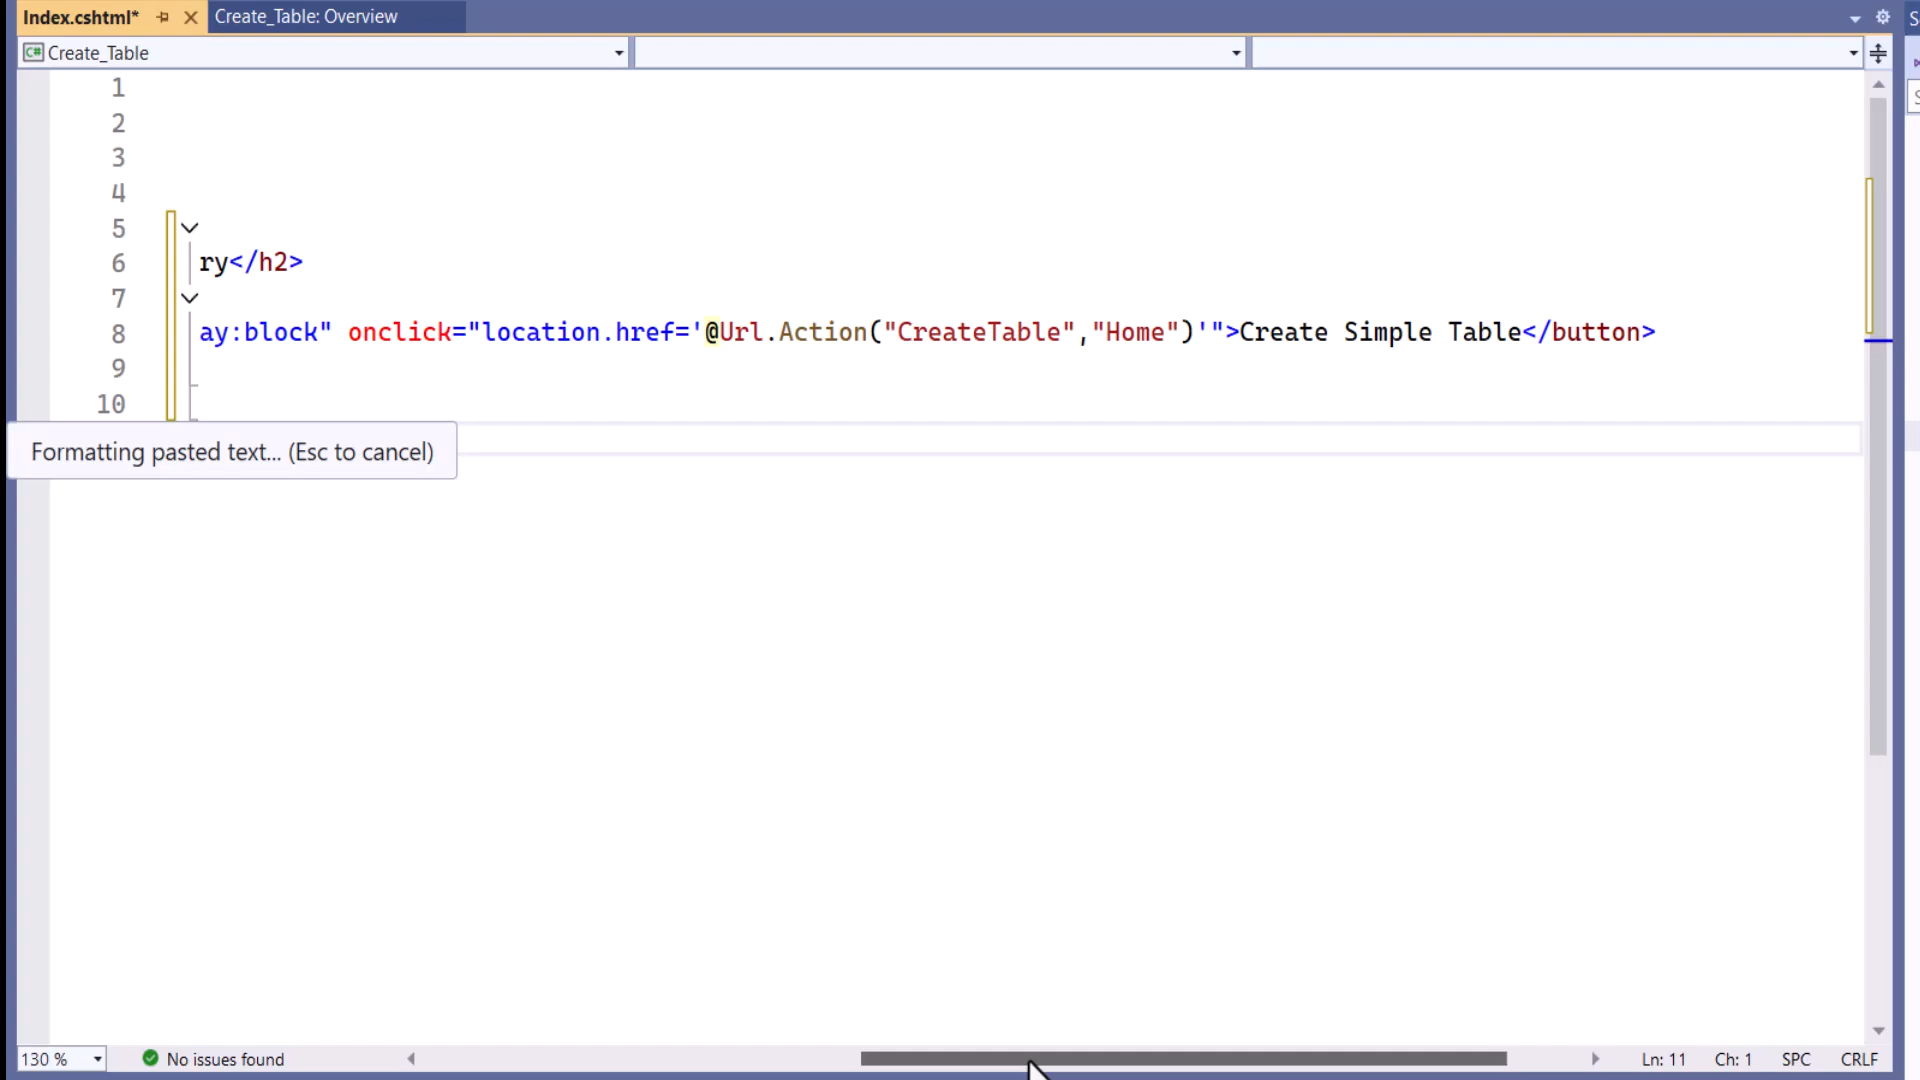 Index.cshtml* Create_Table: Overview
C# Create_Table
1
2
3
4
5
6 ry</h2>
7
8 ay:block" onclick="location.href='@Url.Action("CreateTable","Home")'">Create Simple Table</button>
9
10
Formatting pasted text... (Esc to cancel)
130 % No issues found Ln: 11 Ch: 1 SPC CRLF